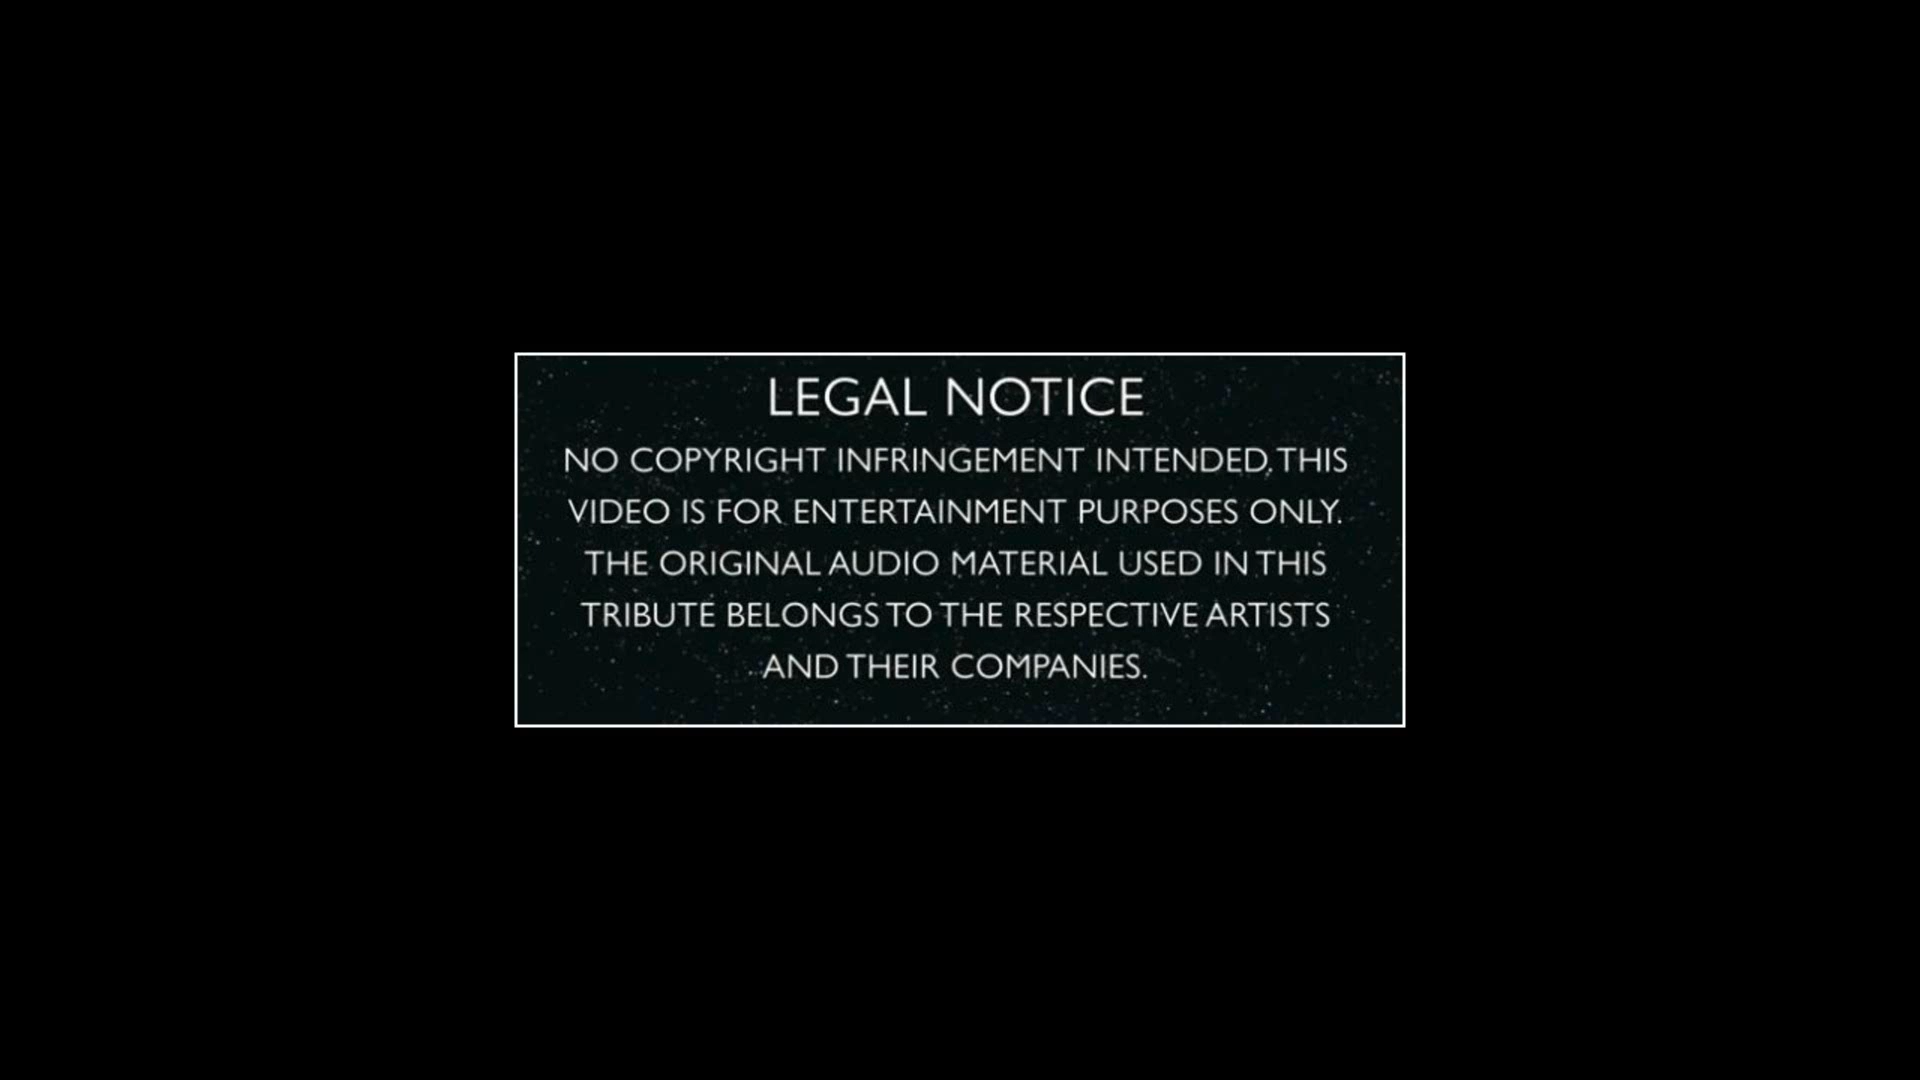 LEGAL NOTICE
NO COPYRIGHT INFRINGEMENT INTENDED. THIS
VIDEO IS FOR ENTERTAINMENT PURPOSES ONLY.
THE ORIGINAL AUDIO MATERIAL USED IN THIS
TRIBUTE BELONGS TO THE RESPECTIVE ARTISTS
AND THEIR COMPANIES.